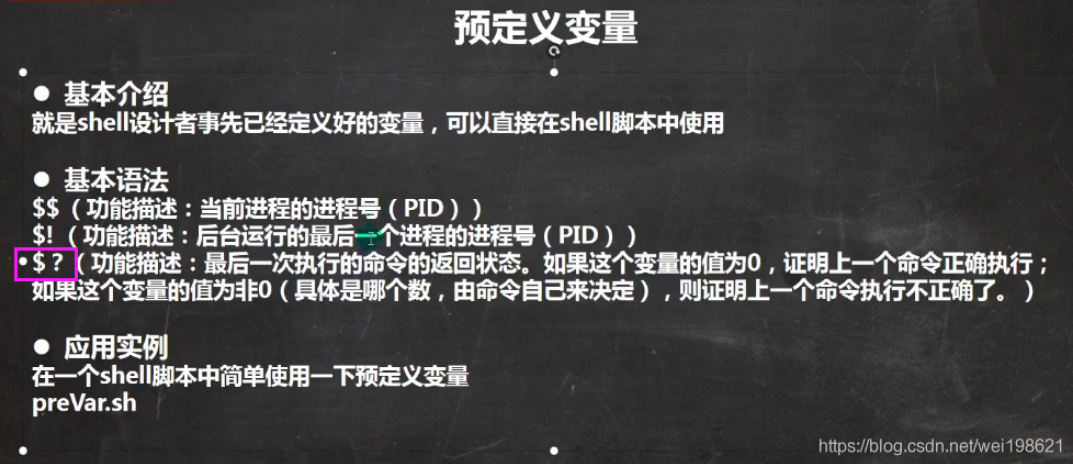 预定义变量
● 基本介绍
就是shell设计者事先已经定义好的变量，可以直接在shell脚本中使用
● 基本语法
$$（功能描述：当前进程的进程号（PID））
$!（功能描述：后台运行的最后一个进程的进程号（PID））
$?（功能描述：最后一次执行的命令的返回状态。如果这个变量的值为0，证明上一个命令正确执行；
如果这个变量的值为非0（具体是哪个数，由命令自己来决定），则证明上一个命令执行不正确了。）
● 应用实例
在一个shell脚本中简单使用一下预定义变量
preVar.sh
https://blog.csdn.net/wei198621